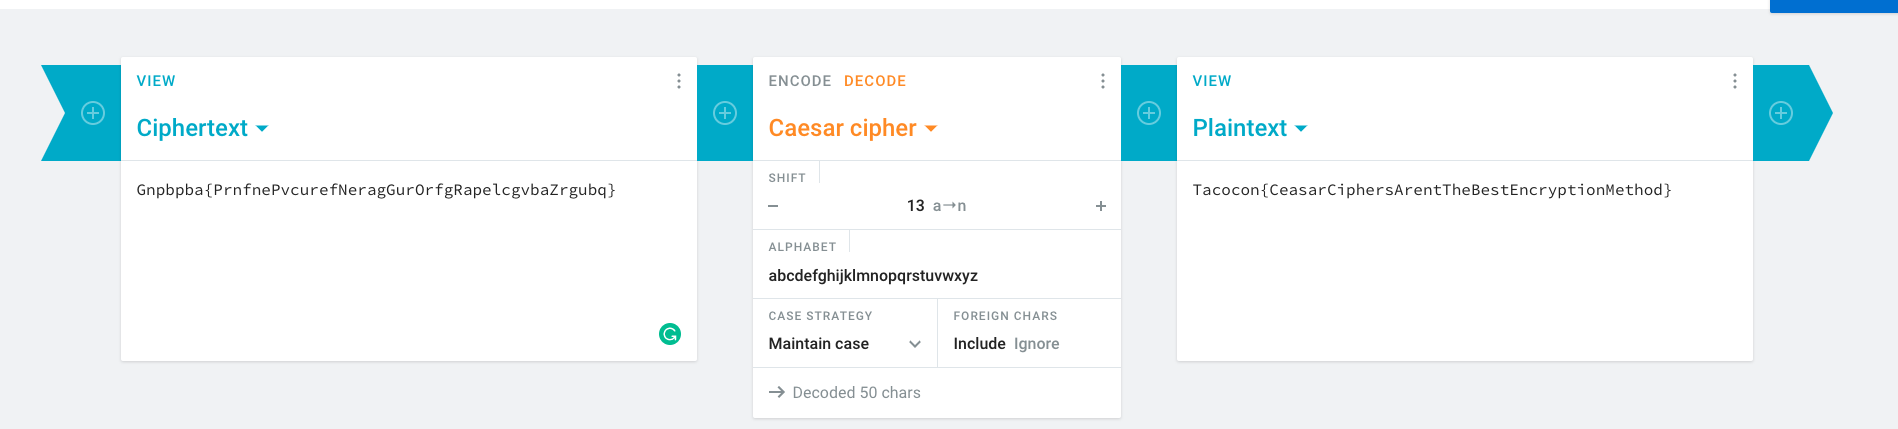 VIEW
Ciphertext
Gnpbpba{PrnfnePvcurefNeragGurOrfgRapelcgvbaZrgubq}
ENCODE DECODE
Caesar cipher
SHIFT
− 13 a→n +
ALPHABET
abcdefghijklmnopqrstuvwxyz
CASE STRATEGY
Maintain case
FOREIGN CHARS
Include Ignore
→ Decoded 50 chars
VIEW
Plaintext
Tacocon{CeasarCiphersArentTheBestEncryptionMethod}